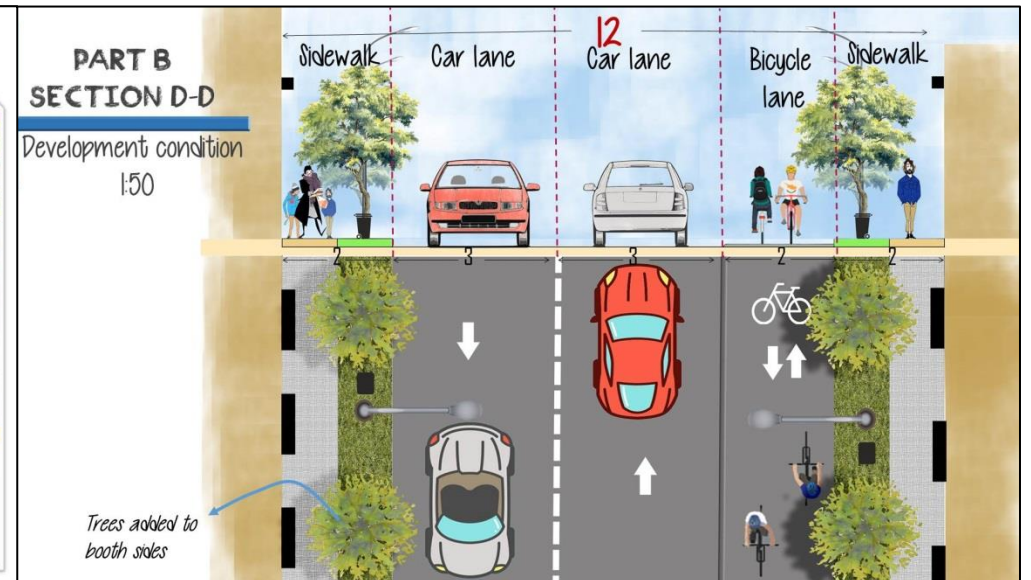 PART B
SECTION D-D
Development condition
1:50
12
Sidewalk
Car lane
Car lane
Bicycle
lane
Sidewalk
2
3
3
2
2
Trees added to
booth sides